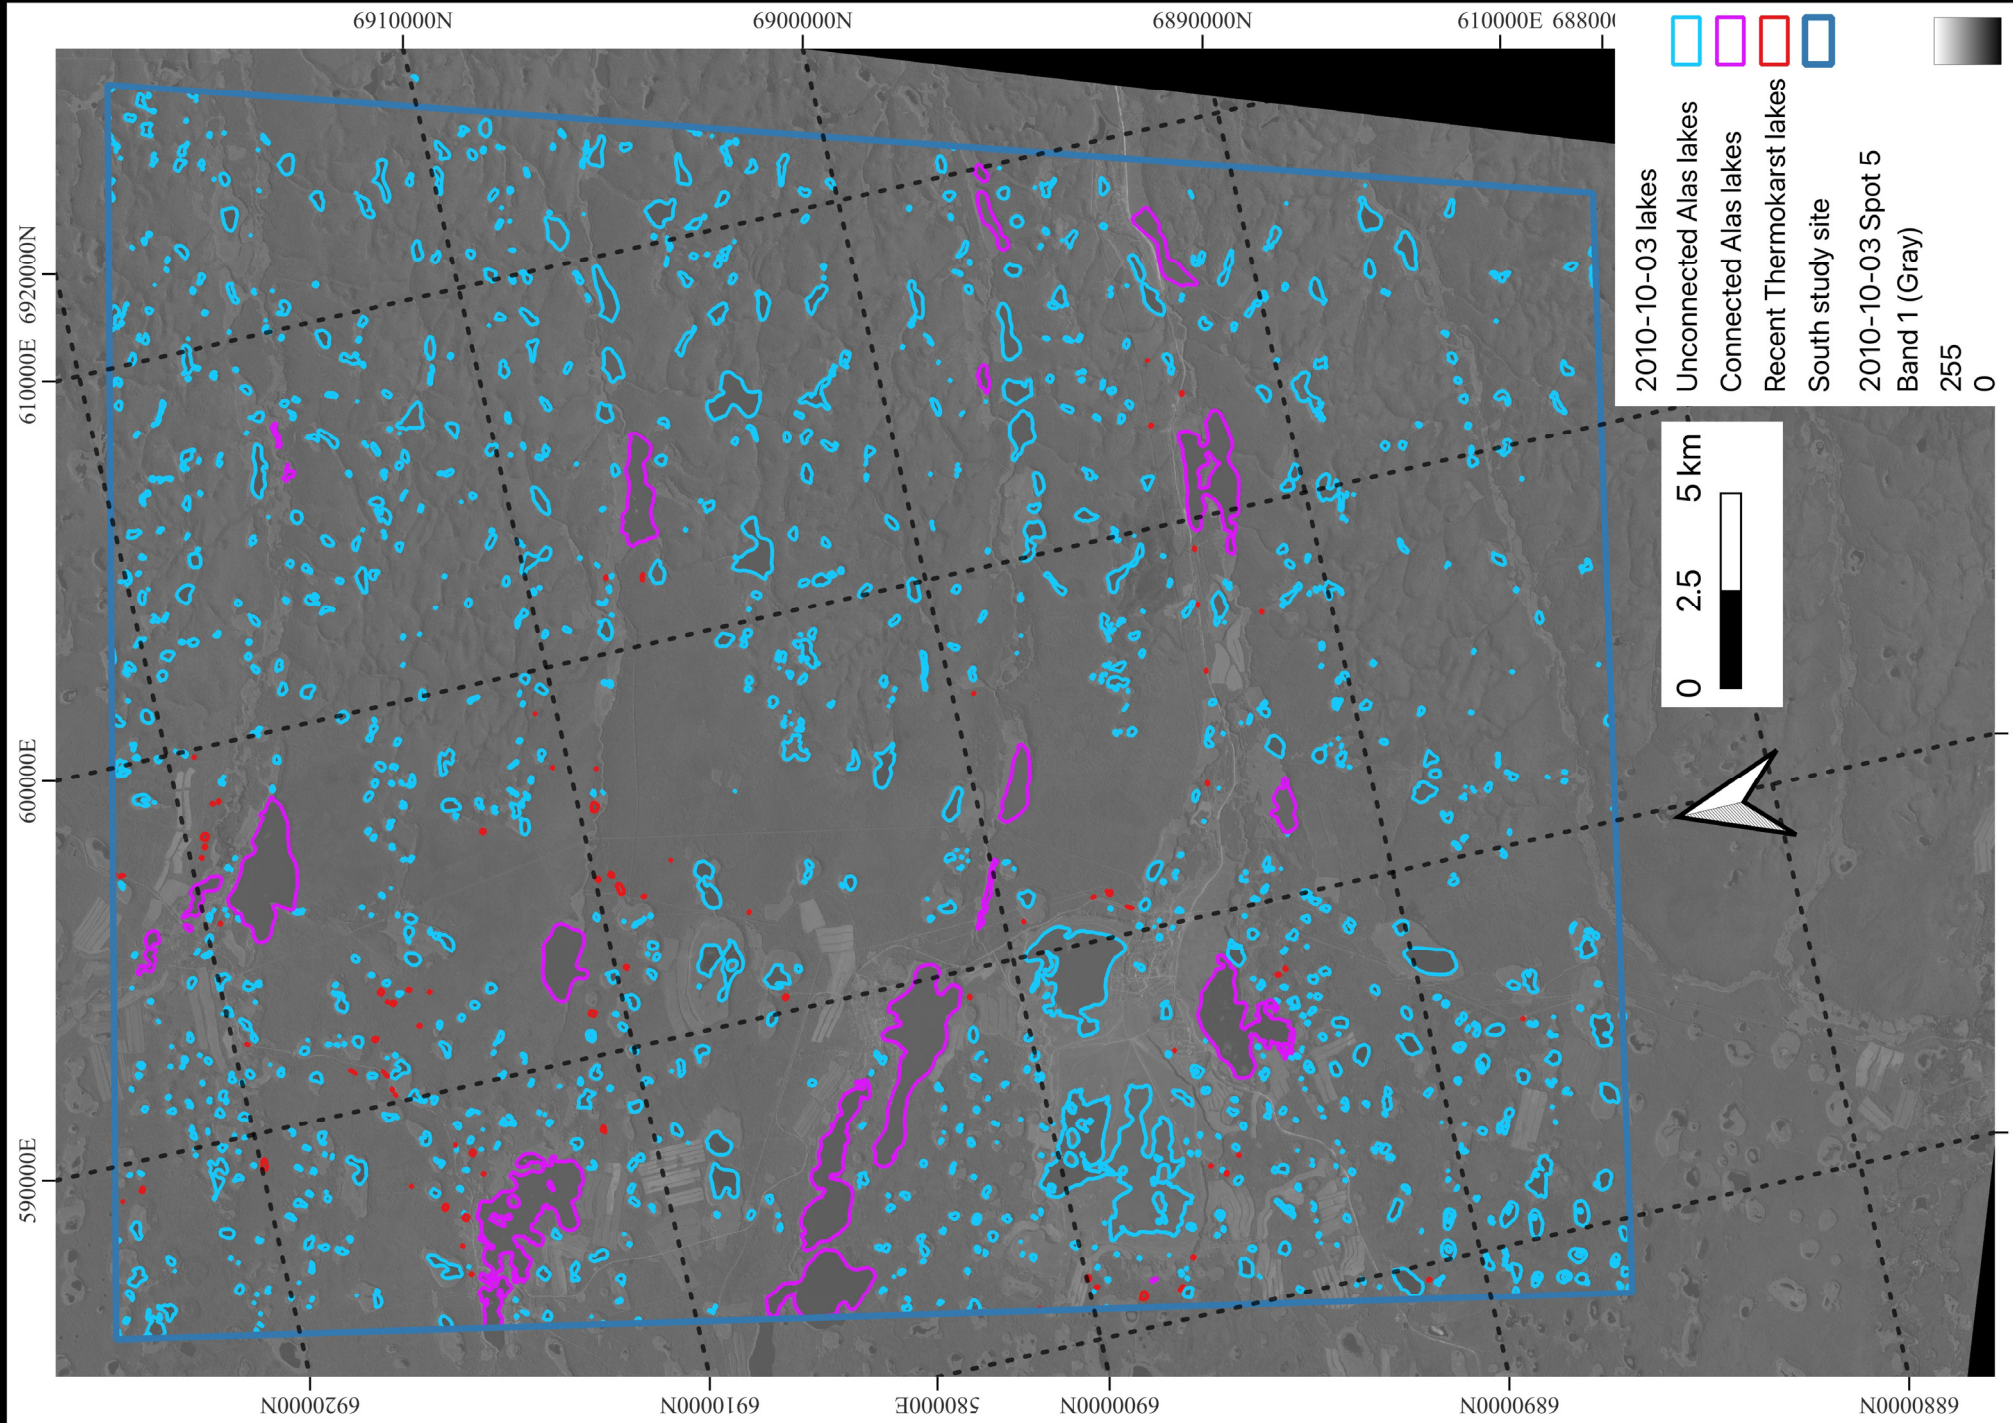 6910000N
6900000N
6890000N
610000E
68800
6920000N
610000E
600000E
590000E
2010-10-03 lakes
Unconnected Alas lakes
Connected Alas lakes
Recent Thermokarst lakes
South study site
2010-10-03 Spot 5
Band 1 (Gray)
255
0
0 2.5 5 km
6920000N
6910000N
580000E
6900000N
6890000N
6880000N